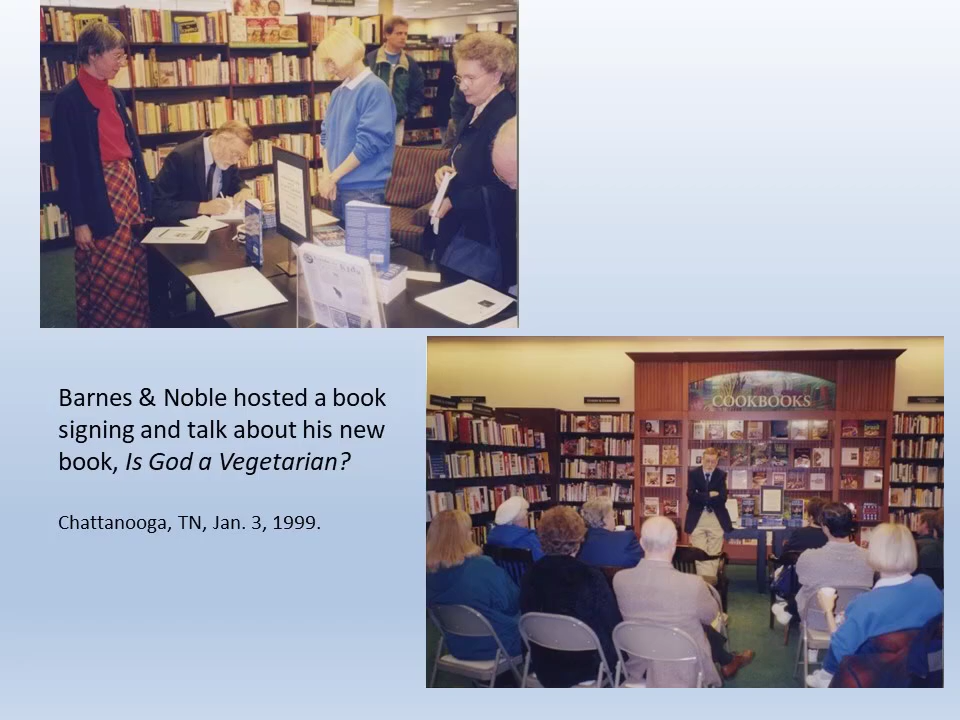 Barnes & Noble hosted a book
signing and talk about his new
book, Is God a Vegetarian?
Chattanooga, TN, Jan. 3, 1999.
COOKBOOKS